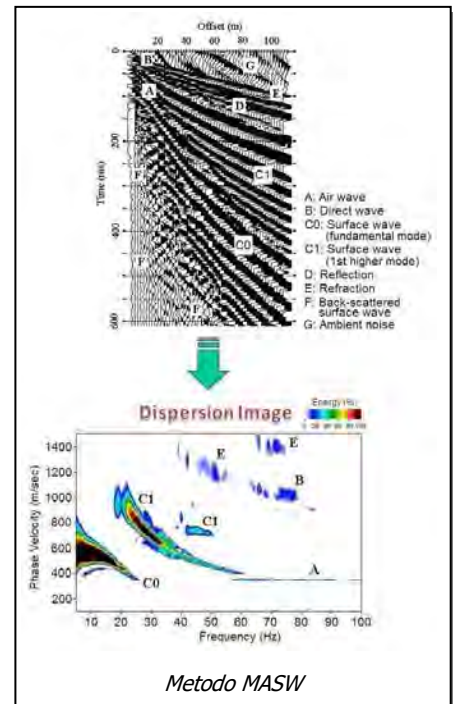 Offset (m)
20 40 60 80 100
0
B
G
A
E
D
200
Time (ms)
F
C1
C0
400
F
F
600
A: Air wave
B: Direct wave
C0: Surface wave
(fundamental mode)
C1: Surface wave
(1st higher mode)
D: Reflection
E: Refraction
F: Back-scattered
surface wave
G: Ambient noise
Dispersion Image
Energy (%)
1400
1200
1000
800
600
400
200
Phase Velocity (m/sec)
E
E
B
C1
C1
A
C0
10 20 30 40 50 60 70 80 90 100
Frequency (Hz)
Metodo MASW